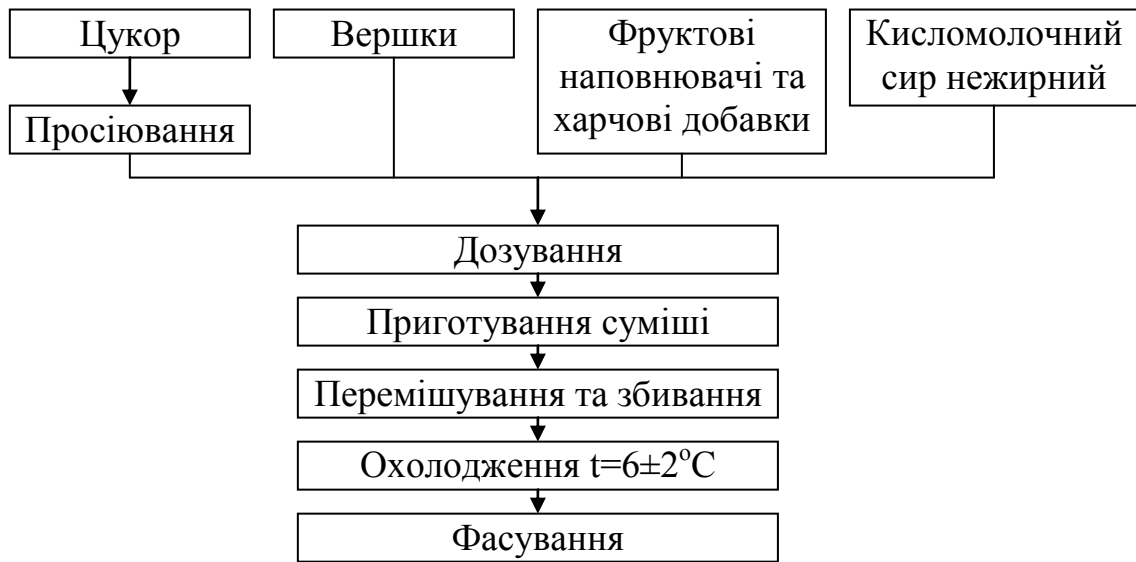 Цукор
Вершки
Фруктові
наповнювачі та
харчові добавки
Кисломолочний
сир нежирний
Просіювання
Дозування
Приготування суміші
Перемішування та збивання
Охолодження t=6±2°С
Фасування